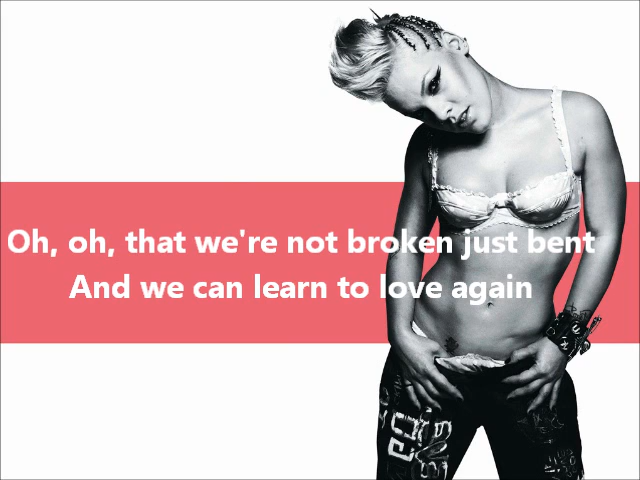 Oh, oh, that we're not broken just bent
And we can learn to love again